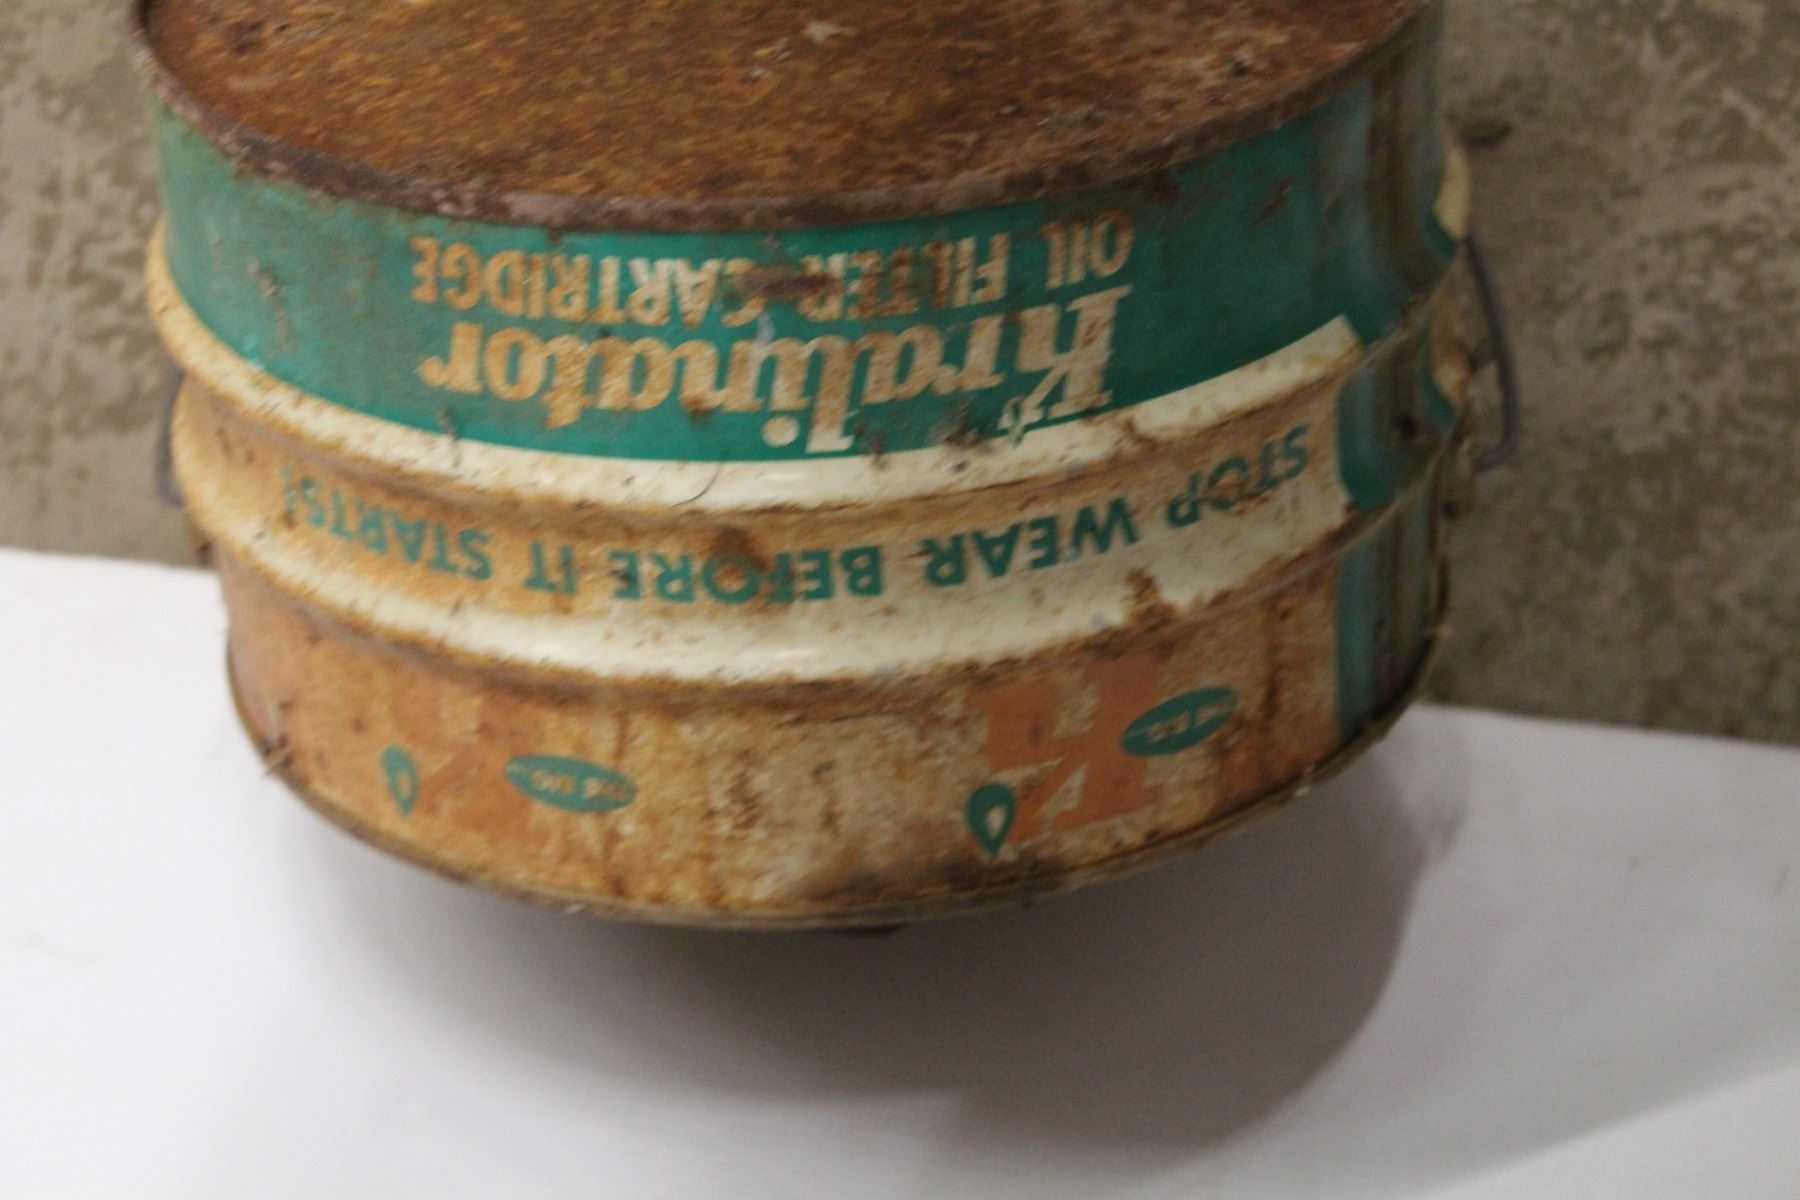 STOP WEAR BEFORE IT STARTS!
Kralinator
OIL FILTER CARTRIDGE